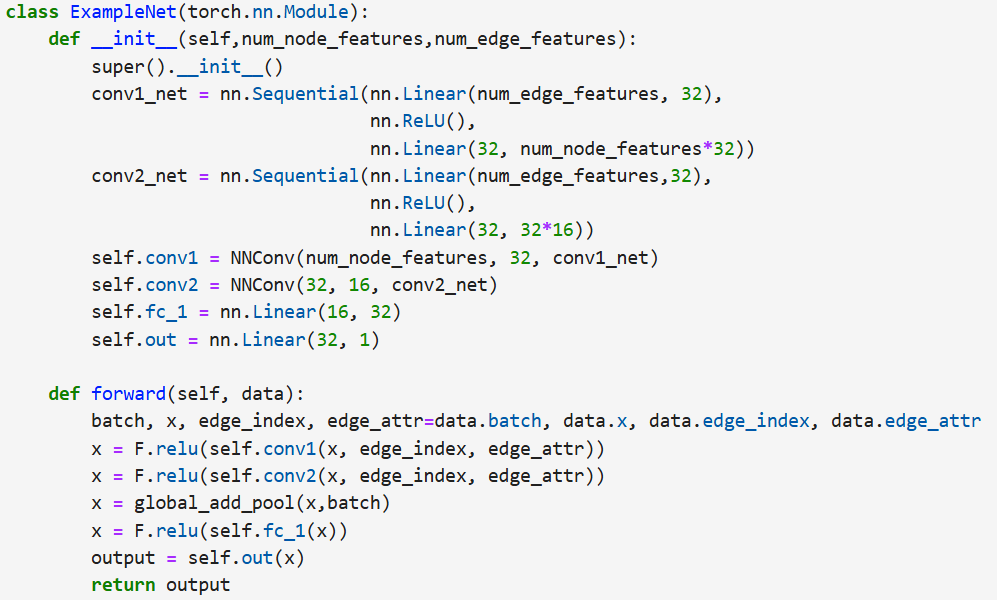 class ExampleNet(torch.nn.Module):
    def __init__(self,num_node_features,num_edge_features):
        super().__init__()
        conv1_net = nn.Sequential(nn.Linear(num_edge_features, 32),
                                  nn.ReLU(),
                                  nn.Linear(32, num_node_features*32))
        conv2_net = nn.Sequential(nn.Linear(num_edge_features,32),
                                  nn.ReLU(),
                                  nn.Linear(32, 32*16))
        self.conv1 = NNConv(num_node_features, 32, conv1_net)
        self.conv2 = NNConv(32, 16, conv2_net)
        self.fc_1 = nn.Linear(16, 32)
        self.out = nn.Linear(32, 1)

    def forward(self, data):
        batch, x, edge_index, edge_attr=data.batch, data.x, data.edge_index, data.edge_attr
        x = F.relu(self.conv1(x, edge_index, edge_attr))
        x = F.relu(self.conv2(x, edge_index, edge_attr))
        x = global_add_pool(x,batch)
        x = F.relu(self.fc_1(x))
        output = self.out(x)
        return output